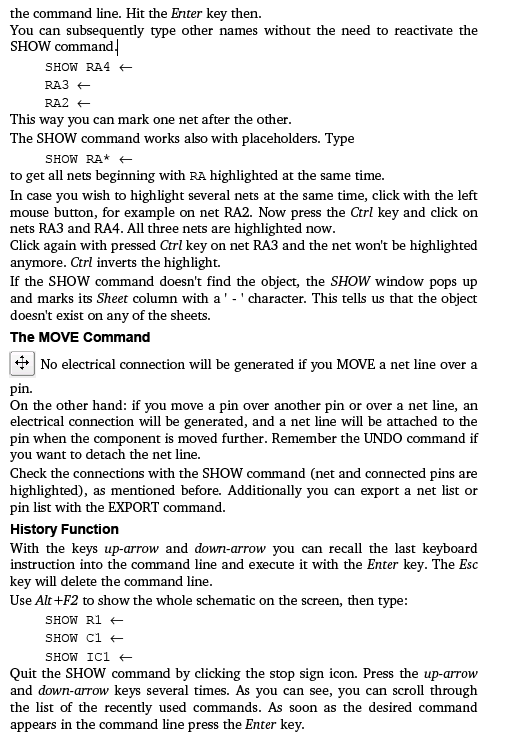 the command line. Hit the Enter key then.
You can subsequently type other names without the need to reactivate the
SHOW command.
SHOW RA4 ←
RA3 ←
RA2 ←
This way you can mark one net after the other.
The SHOW command works also with placeholders. Type
SHOW RA* ←
to get all nets beginning with RA highlighted at the same time.
In case you wish to highlight several nets at the same time, click with the left
mouse button, for example on net RA2. Now press the Ctrl key and click on
nets RA3 and RA4. All three nets are highlighted now.
Click again with pressed Ctrl key on net RA3 and the net won't be highlighted
anymore. Ctrl inverts the highlight.
If the SHOW command doesn't find the object, the SHOW window pops up
and marks its Sheet column with a ' - ' character. This tells us that the object
doesn't exist on any of the sheets.
The MOVE Command
No electrical connection will be generated if you MOVE a net line over a
pin.
On the other hand: if you move a pin over another pin or over a net line, an
electrical connection will be generated, and a net line will be attached to the
pin when the component is moved further. Remember the UNDO command if
you want to detach the net line.
Check the connections with the SHOW command (net and connected pins are
highlighted), as mentioned before. Additionally you can export a net list or
pin list with the EXPORT command.
History Function
With the keys up-arrow and down-arrow you can recall the last keyboard
instruction into the command line and execute it with the Enter key. The Esc
key will delete the command line.
Use Alt+F2 to show the whole schematic on the screen, then type:
SHOW R1 ←
SHOW C1 ←
SHOW IC1 ←
Quit the SHOW command by clicking the stop sign icon. Press the up-arrow
and down-arrow keys several times. As you can see, you can scroll through
the list of the recently used commands. As soon as the desired command
appears in the command line press the Enter key.